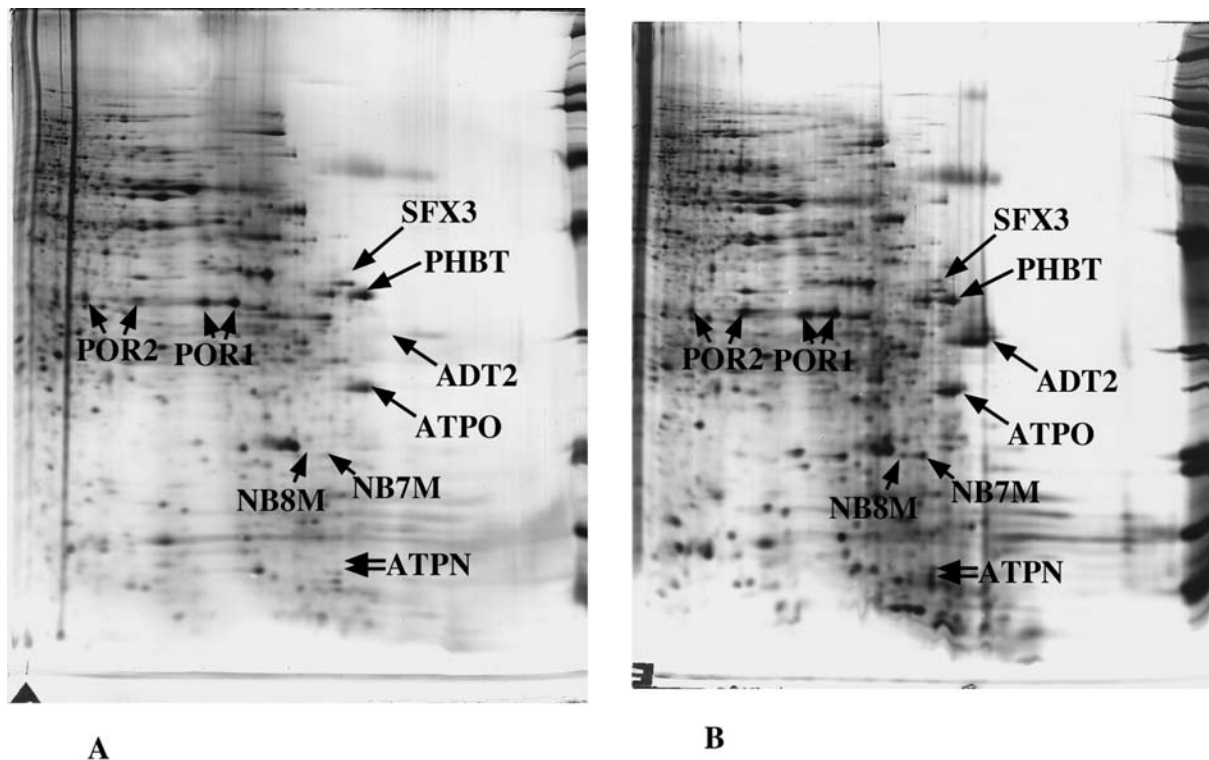 SFX3
PHBT
POR2 POR1
ADT2
ATPO
NB8M NB7M
ATPN
A
SFX3
PHBT
POR2 POR1
ADT2
ATPO
NB8M NB7M
ATPN
B